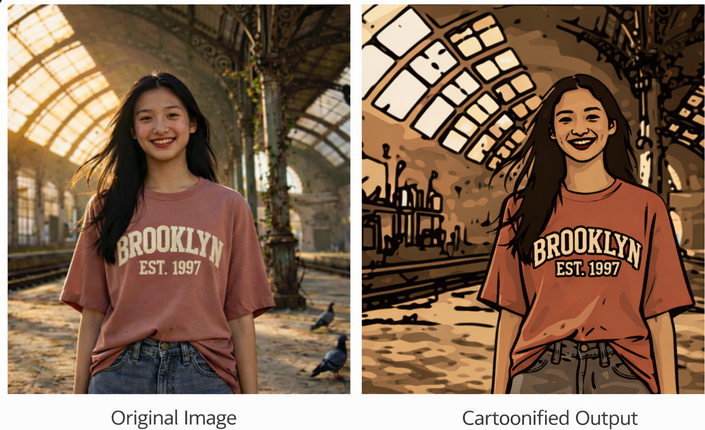 BROOKLYN
EST. 1997
BROOKLYN
EST. 1997
Original Image
Cartoonified Output